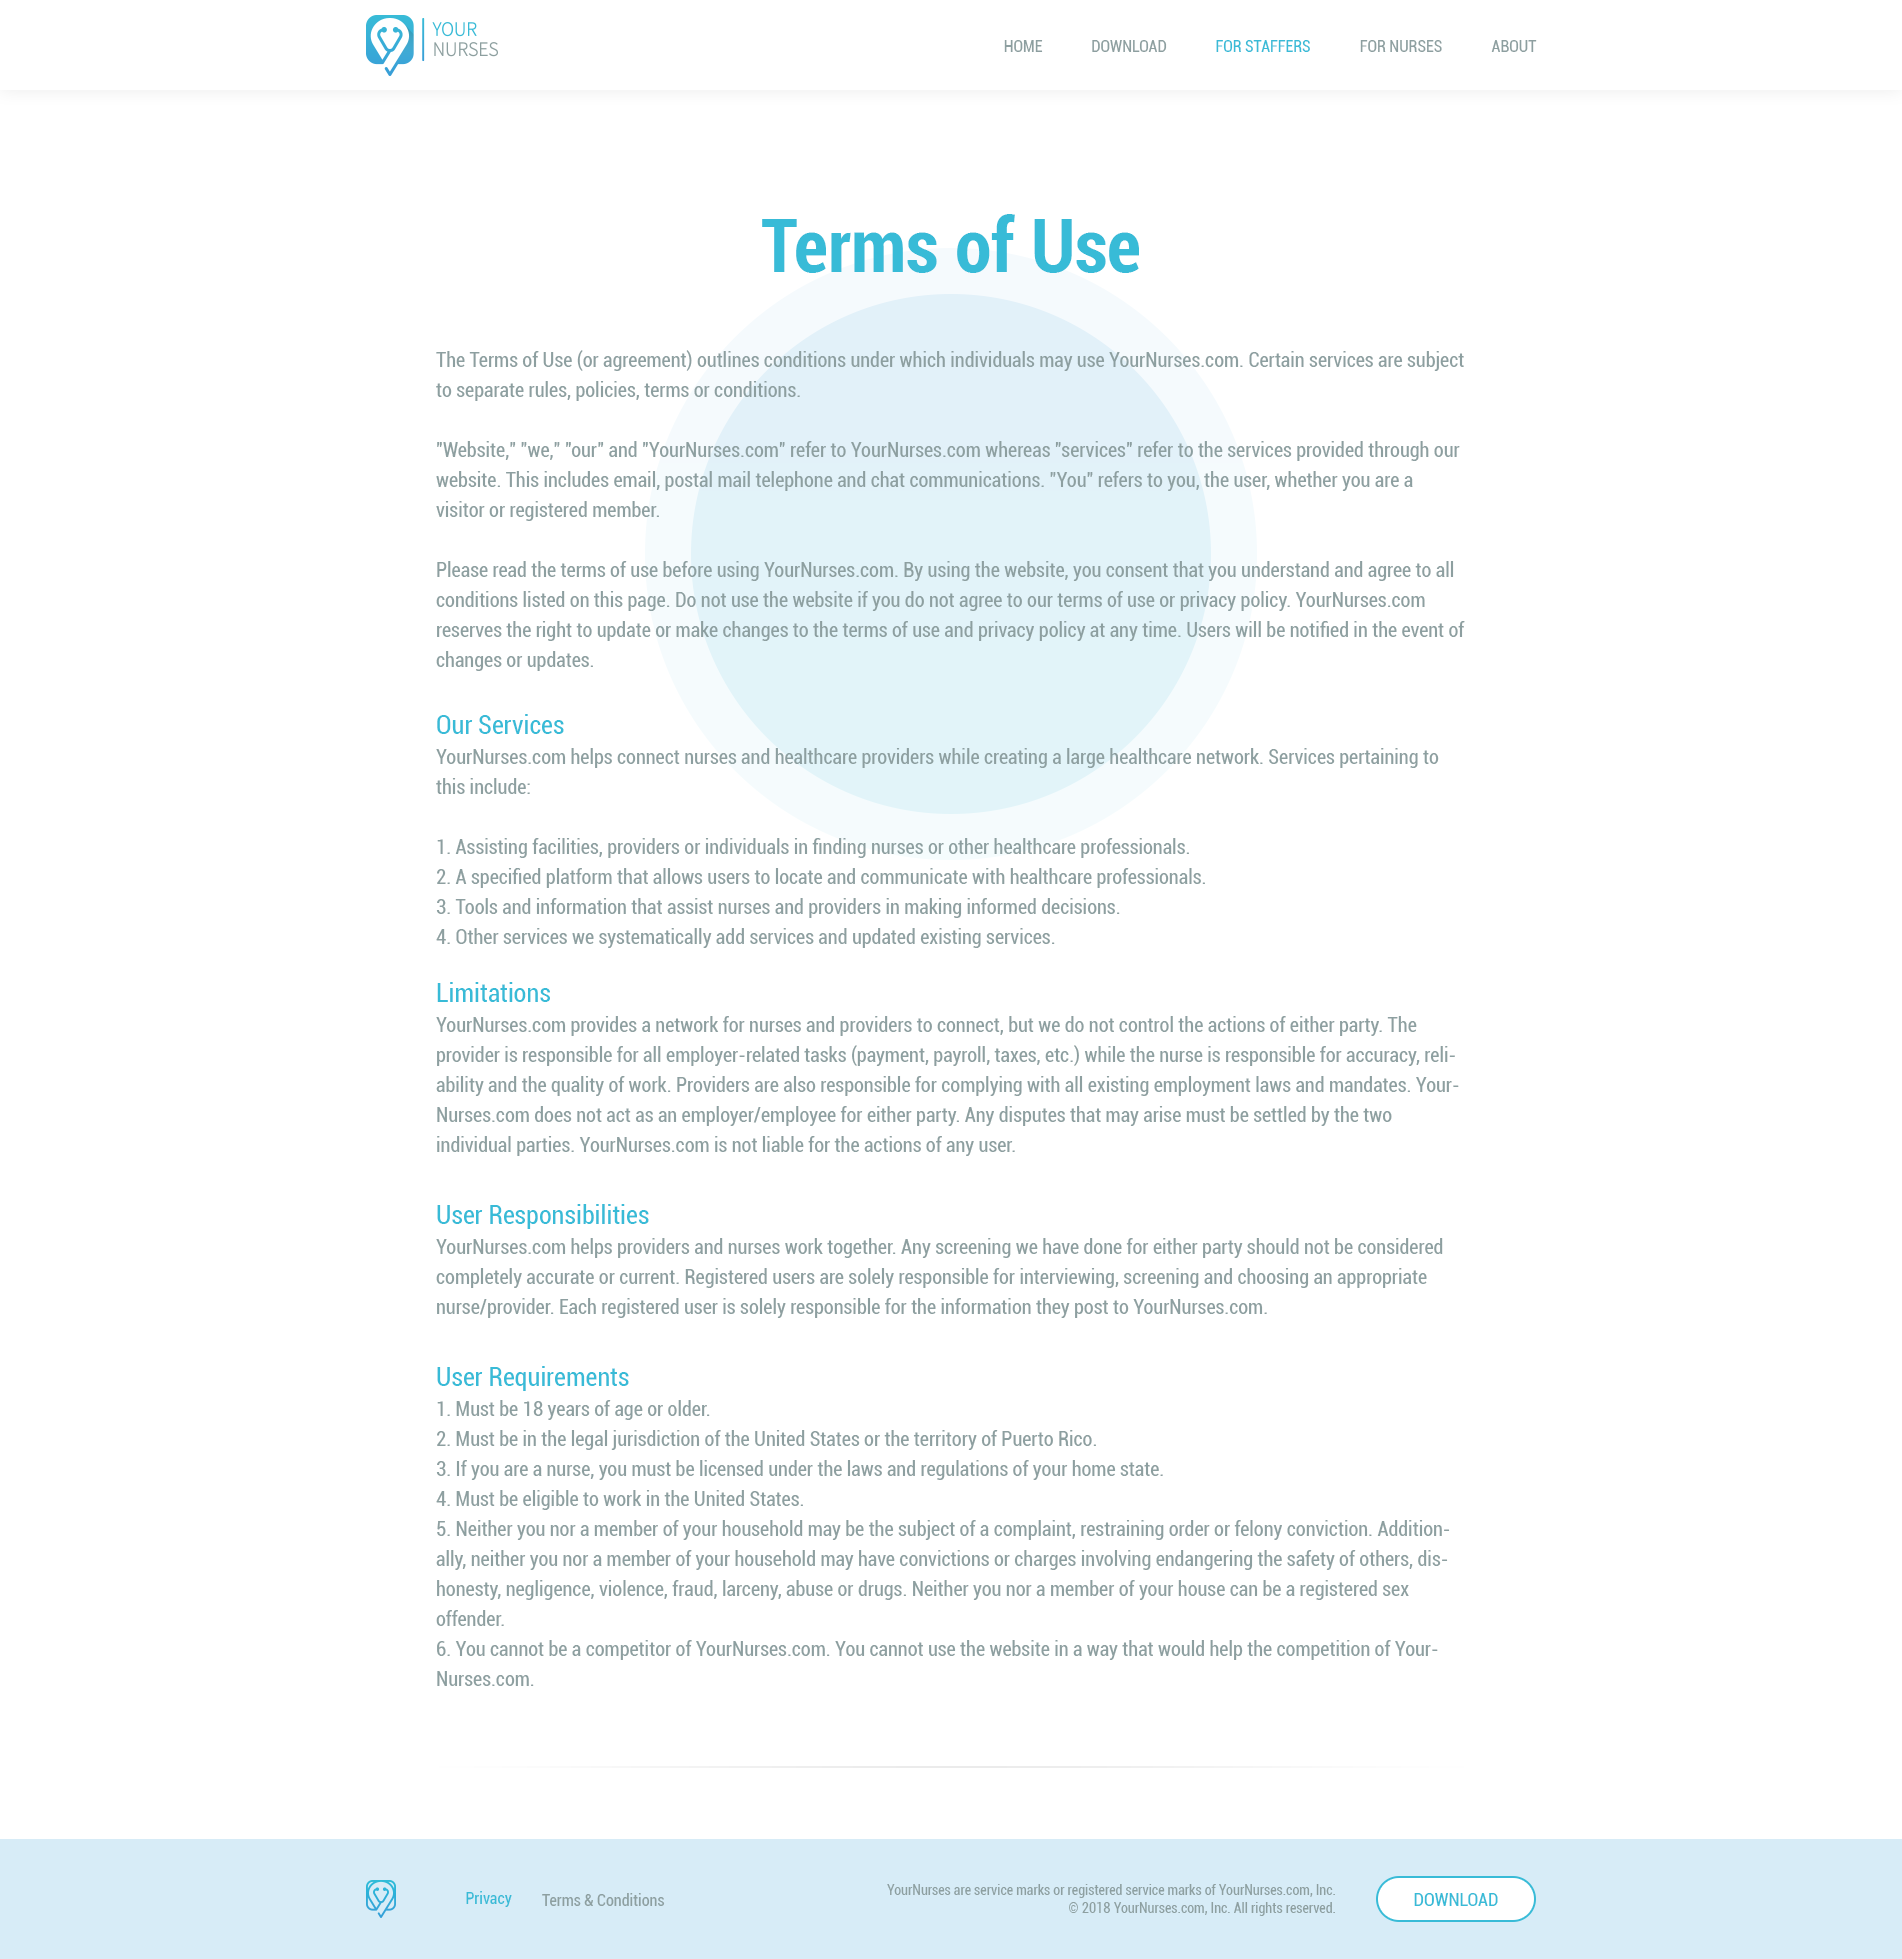 YOUR
NURSES
HOME DOWNLOAD FOR STAFFERS FOR NURSES ABOUT
Terms of Use
The Terms of Use (or agreement) outlines conditions under which individuals may use YourNurses.com. Certain services are subject
to separate rules, policies, terms or conditions.
"Website," "we," "our" and "YourNurses.com" refer to YourNurses.com whereas "services" refer to the services provided through our
website. This includes email, postal mail telephone and chat communications. "You" refers to you, the user, whether you are a
visitor or registered member.
Please read the terms of use before using YourNurses.com. By using the website, you consent that you understand and agree to all
conditions listed on this page. Do not use the website if you do not agree to our terms of use or privacy policy. YourNurses.com
reserves the right to update or make changes to the terms of use and privacy policy at any time. Users will be notified in the event of
changes or updates.
Our Services
YourNurses.com helps connect nurses and healthcare providers while creating a large healthcare network. Services pertaining to
this include:
1. Assisting facilities, providers or individuals in finding nurses or other healthcare professionals.
2. A specified platform that allows users to locate and communicate with healthcare professionals.
3. Tools and information that assist nurses and providers in making informed decisions.
4. Other services we systematically add services and updated existing services.
Limitations
YourNurses.com provides a network for nurses and providers to connect, but we do not control the actions of either party. The
provider is responsible for all employer-related tasks (payment, payroll, taxes, etc.) while the nurse is responsible for accuracy, reli-
ability and the quality of work. Providers are also responsible for complying with all existing employment laws and mandates. Your-
Nurses.com does not act as an employer/employee for either party. Any disputes that may arise must be settled by the two
individual parties. YourNurses.com is not liable for the actions of any user.
User Responsibilities
YourNurses.com helps providers and nurses work together. Any screening we have done for either party should not be considered
completely accurate or current. Registered users are solely responsible for interviewing, screening and choosing an appropriate
nurse/provider. Each registered user is solely responsible for the information they post to YourNurses.com.
User Requirements
1. Must be 18 years of age or older.
2. Must be in the legal jurisdiction of the United States or the territory of Puerto Rico.
3. If you are a nurse, you must be licensed under the laws and regulations of your home state.
4. Must be eligible to work in the United States.
5. Neither you nor a member of your household may be the subject of a complaint, restraining order or felony conviction. Addition-
ally, neither you nor a member of your household may have convictions or charges involving endangering the safety of others, dis-
honesty, negligence, violence, fraud, larceny, abuse or drugs. Neither you nor a member of your house can be a registered sex
offender.
6. You cannot be a competitor of YourNurses.com. You cannot use the website in a way that would help the competition of Your-
Nurses.com.
Privacy Terms & Conditions
YourNurses are service marks or registered service marks of YourNurses.com, Inc.
© 2018 YourNurses.com, Inc. All rights reserved.
DOWNLOAD